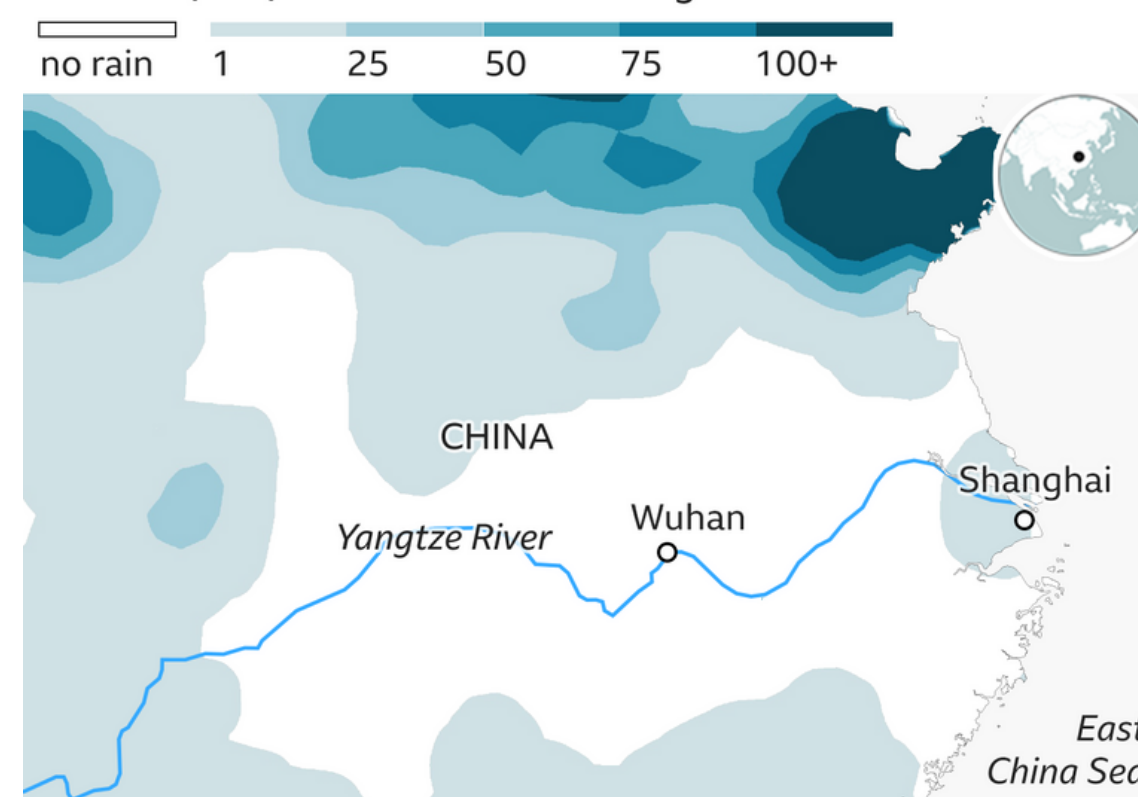 no rain 1 25 50 75 100+
CHINA
Shanghai
Wuhan
Yangtze River
East
China Sea